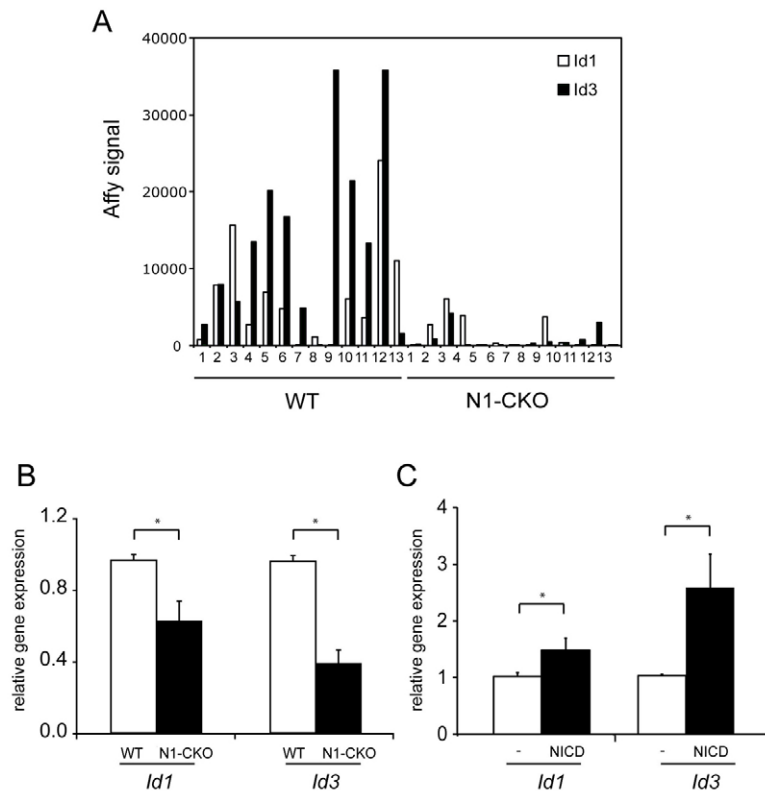 A
40000
30000
20000
10000
0
Affy signal
Id1
Id3
1 2 3 4 5 6 7 8 9 10 11 12 13 1 2 3 4 5 6 7 8 9 10 11 12 13
WT N1-CKO
B
1.2
0.8
0.4
0.0
relative gene expression
* *
WT N1-CKO WT N1-CKO
Id1 Id3
C
4
3
2
1
0
relative gene expression
* *
- NICD - NICD
Id1 Id3